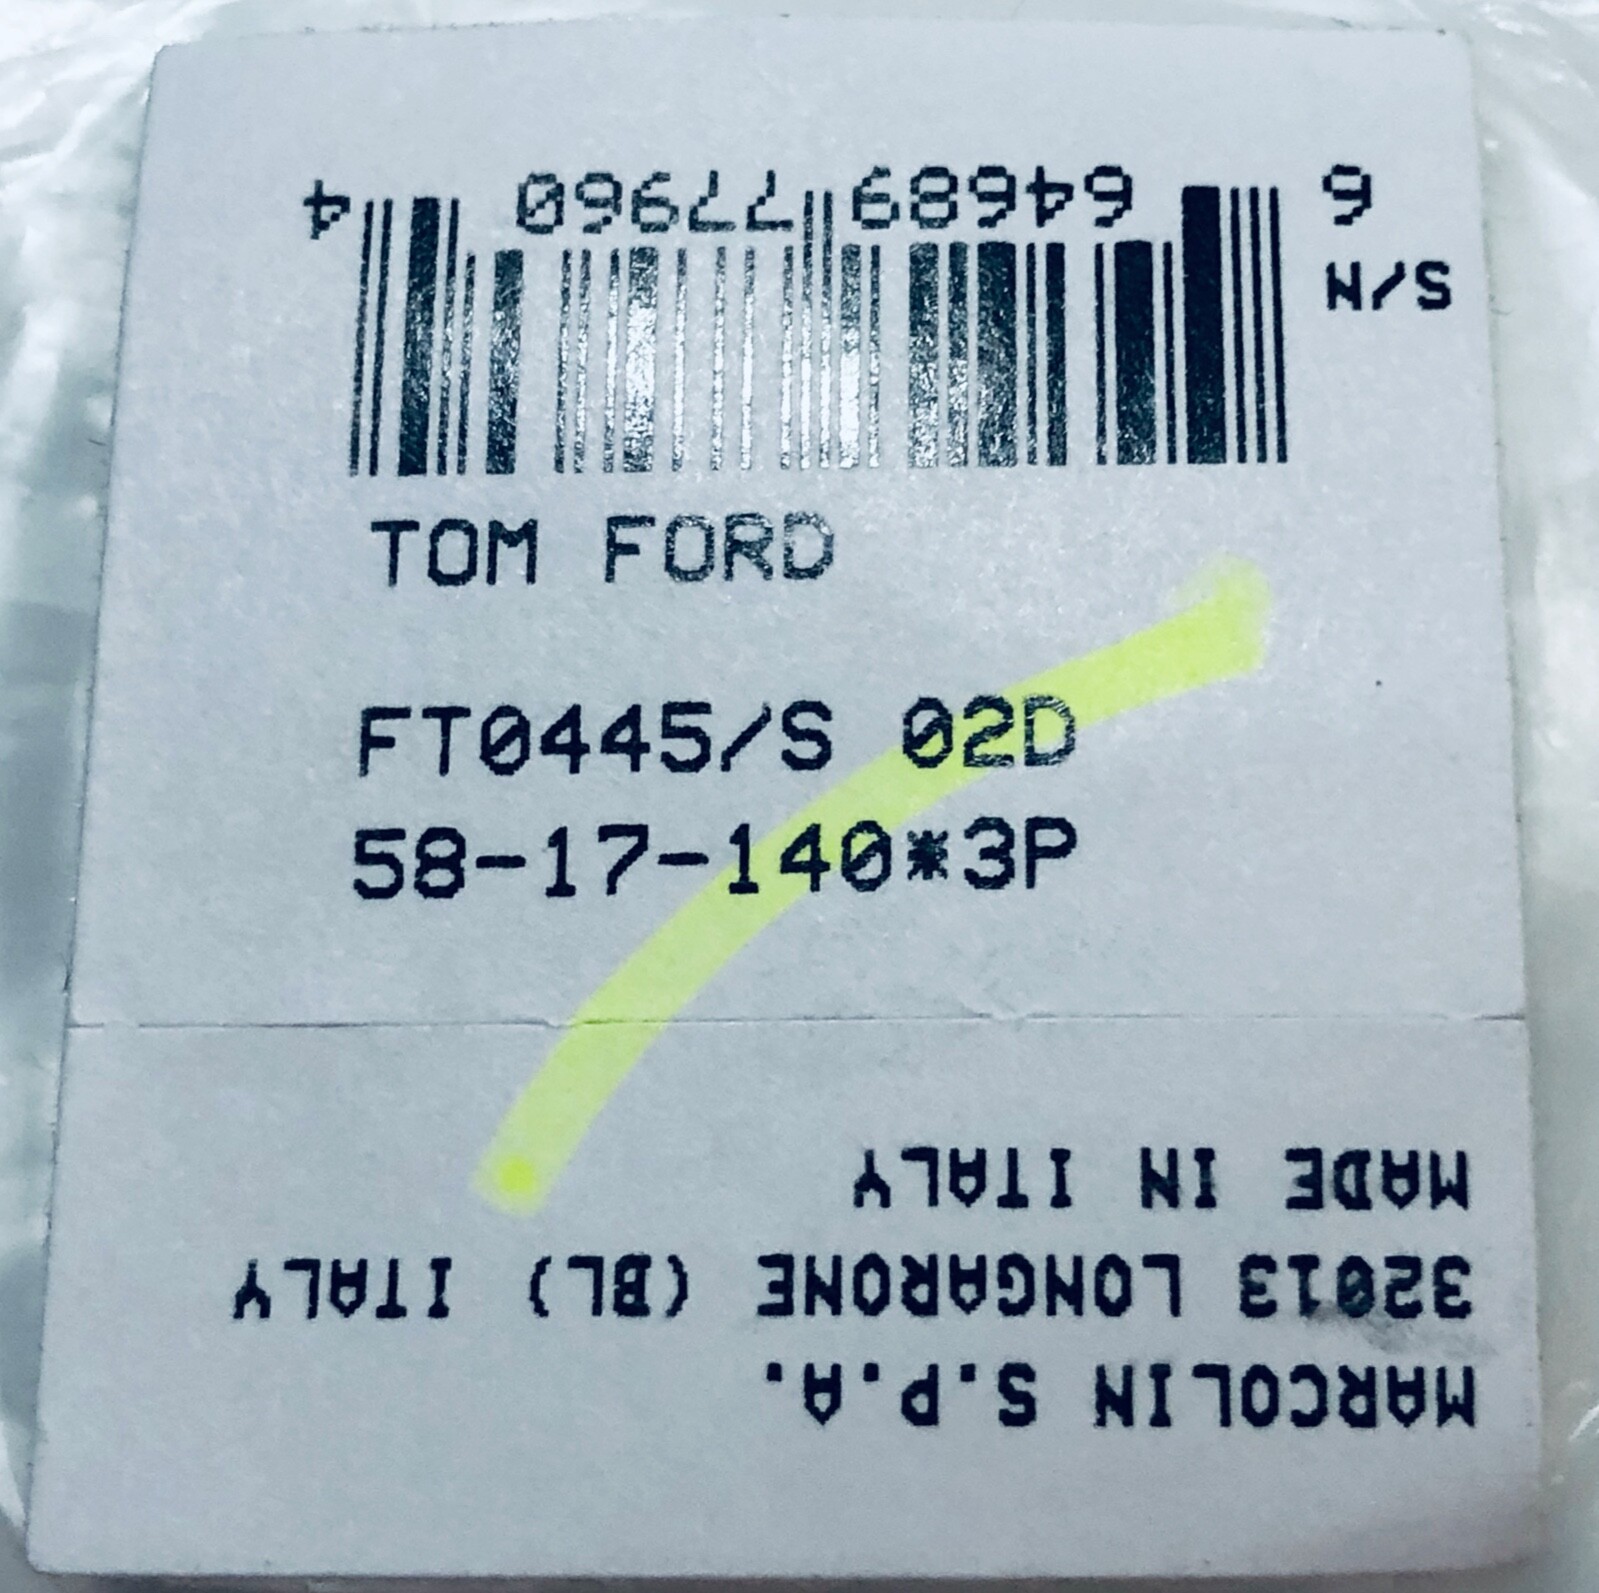 S/N
6 64689 77960 4
TOM FORD
FT0445/S 02D
58-17-140*3P
MARCOLIN S.P.A.
32013 LONGARONE (BL) ITALY
MADE IN ITALY